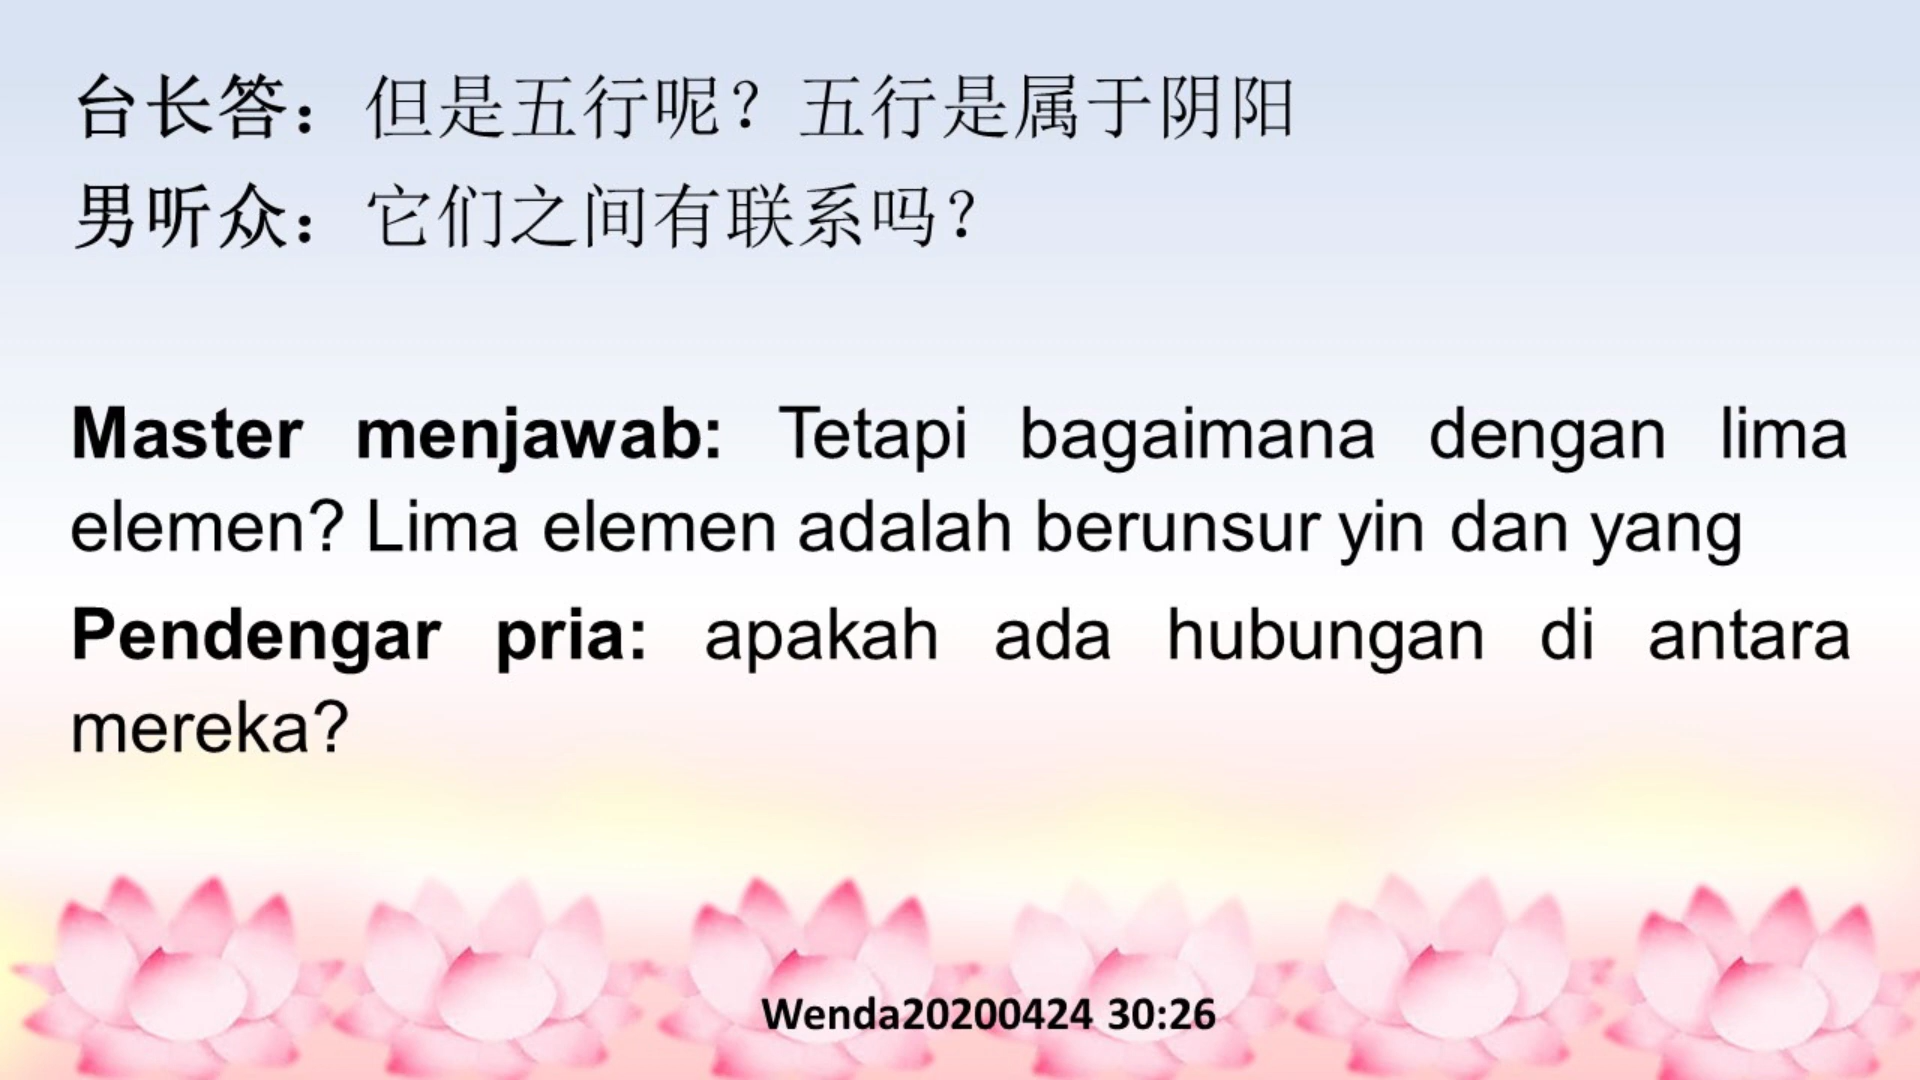 台长答：但是五行呢？五行是属于阴阳
男听众：它们之间有联系吗？
Master menjawab: Tetapi bagaimana dengan lima
elemen? Lima elemen adalah berunsur yin dan yang
Pendengar pria: apakah ada hubungan di antara
mereka?
Wenda20200424 30:26